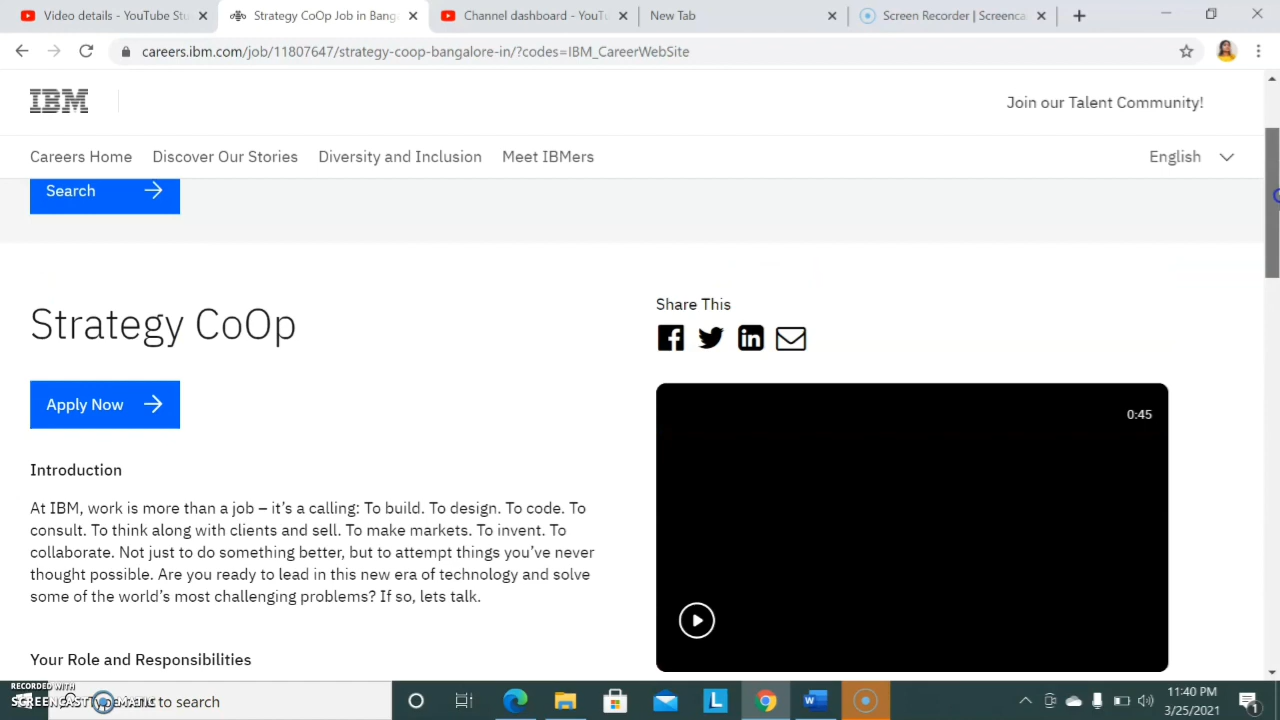 Video details - YouTube Stu
Strategy CoOp Job in Bang
Channel dashboard - YouTu
New Tab
Screen Recorder | Screenca
careers.ibm.com/job/11807647/strategy-coop-bangalore-in/?codes=IBM_CareerWebSite
IBM
Join our Talent Community!
Careers Home
Discover Our Stories
Diversity and Inclusion
Meet IBMers
English
Search
Strategy CoOp
Share This
Apply Now
0:45
Introduction
At IBM, work is more than a job – it’s a calling: To build. To design. To code. To
consult. To think along with clients and sell. To make markets. To invent. To
collaborate. Not just to do something better, but to attempt things you’ve never
thought possible. Are you ready to lead in this new era of technology and solve
some of the world’s most challenging problems? If so, lets talk.
Your Role and Responsibilities
RECORDED WITH
SCREENCAST-O-MATIC
to search
11:40 PM
3/25/2021
1